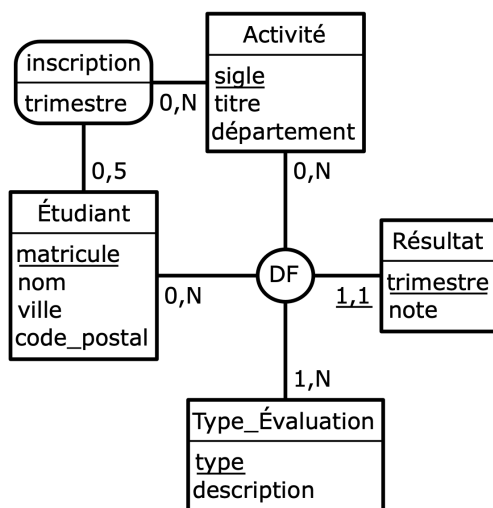 Activité
sigle
titre
département
inscription
trimestre
0,N
0,5
0,N
Étudiant
matricule
nom
ville
code_postal
0,N
DF
1,1
Résultat
trimestre
note
1,N
Type_Évaluation
type
description